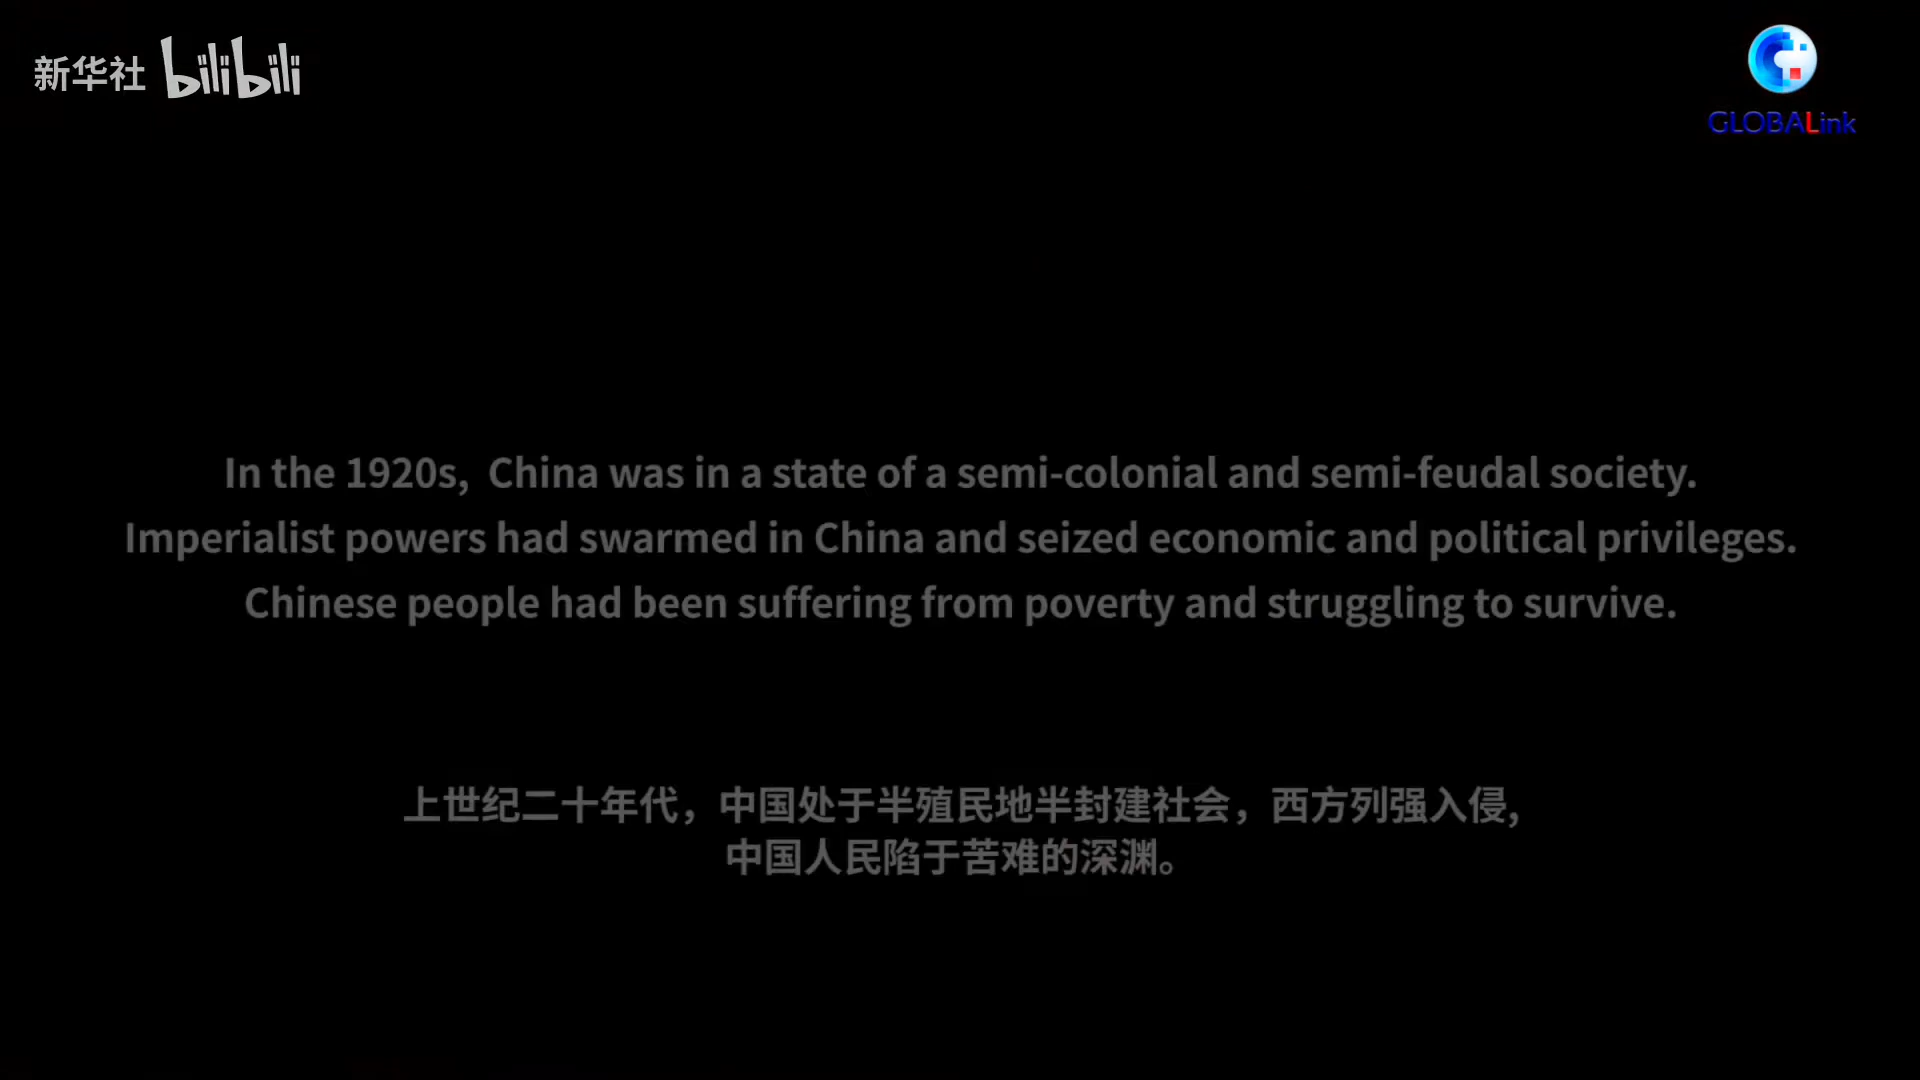 新华社 bilibili
GLOBALink
In the 1920s, China was in a state of a semi-colonial and semi-feudal society.
Imperialist powers had swarmed in China and seized economic and political privileges.
Chinese people had been suffering from poverty and struggling to survive.
上世纪二十年代，中国处于半殖民地半封建社会，西方列强入侵,
中国人民陷于苦难的深渊。